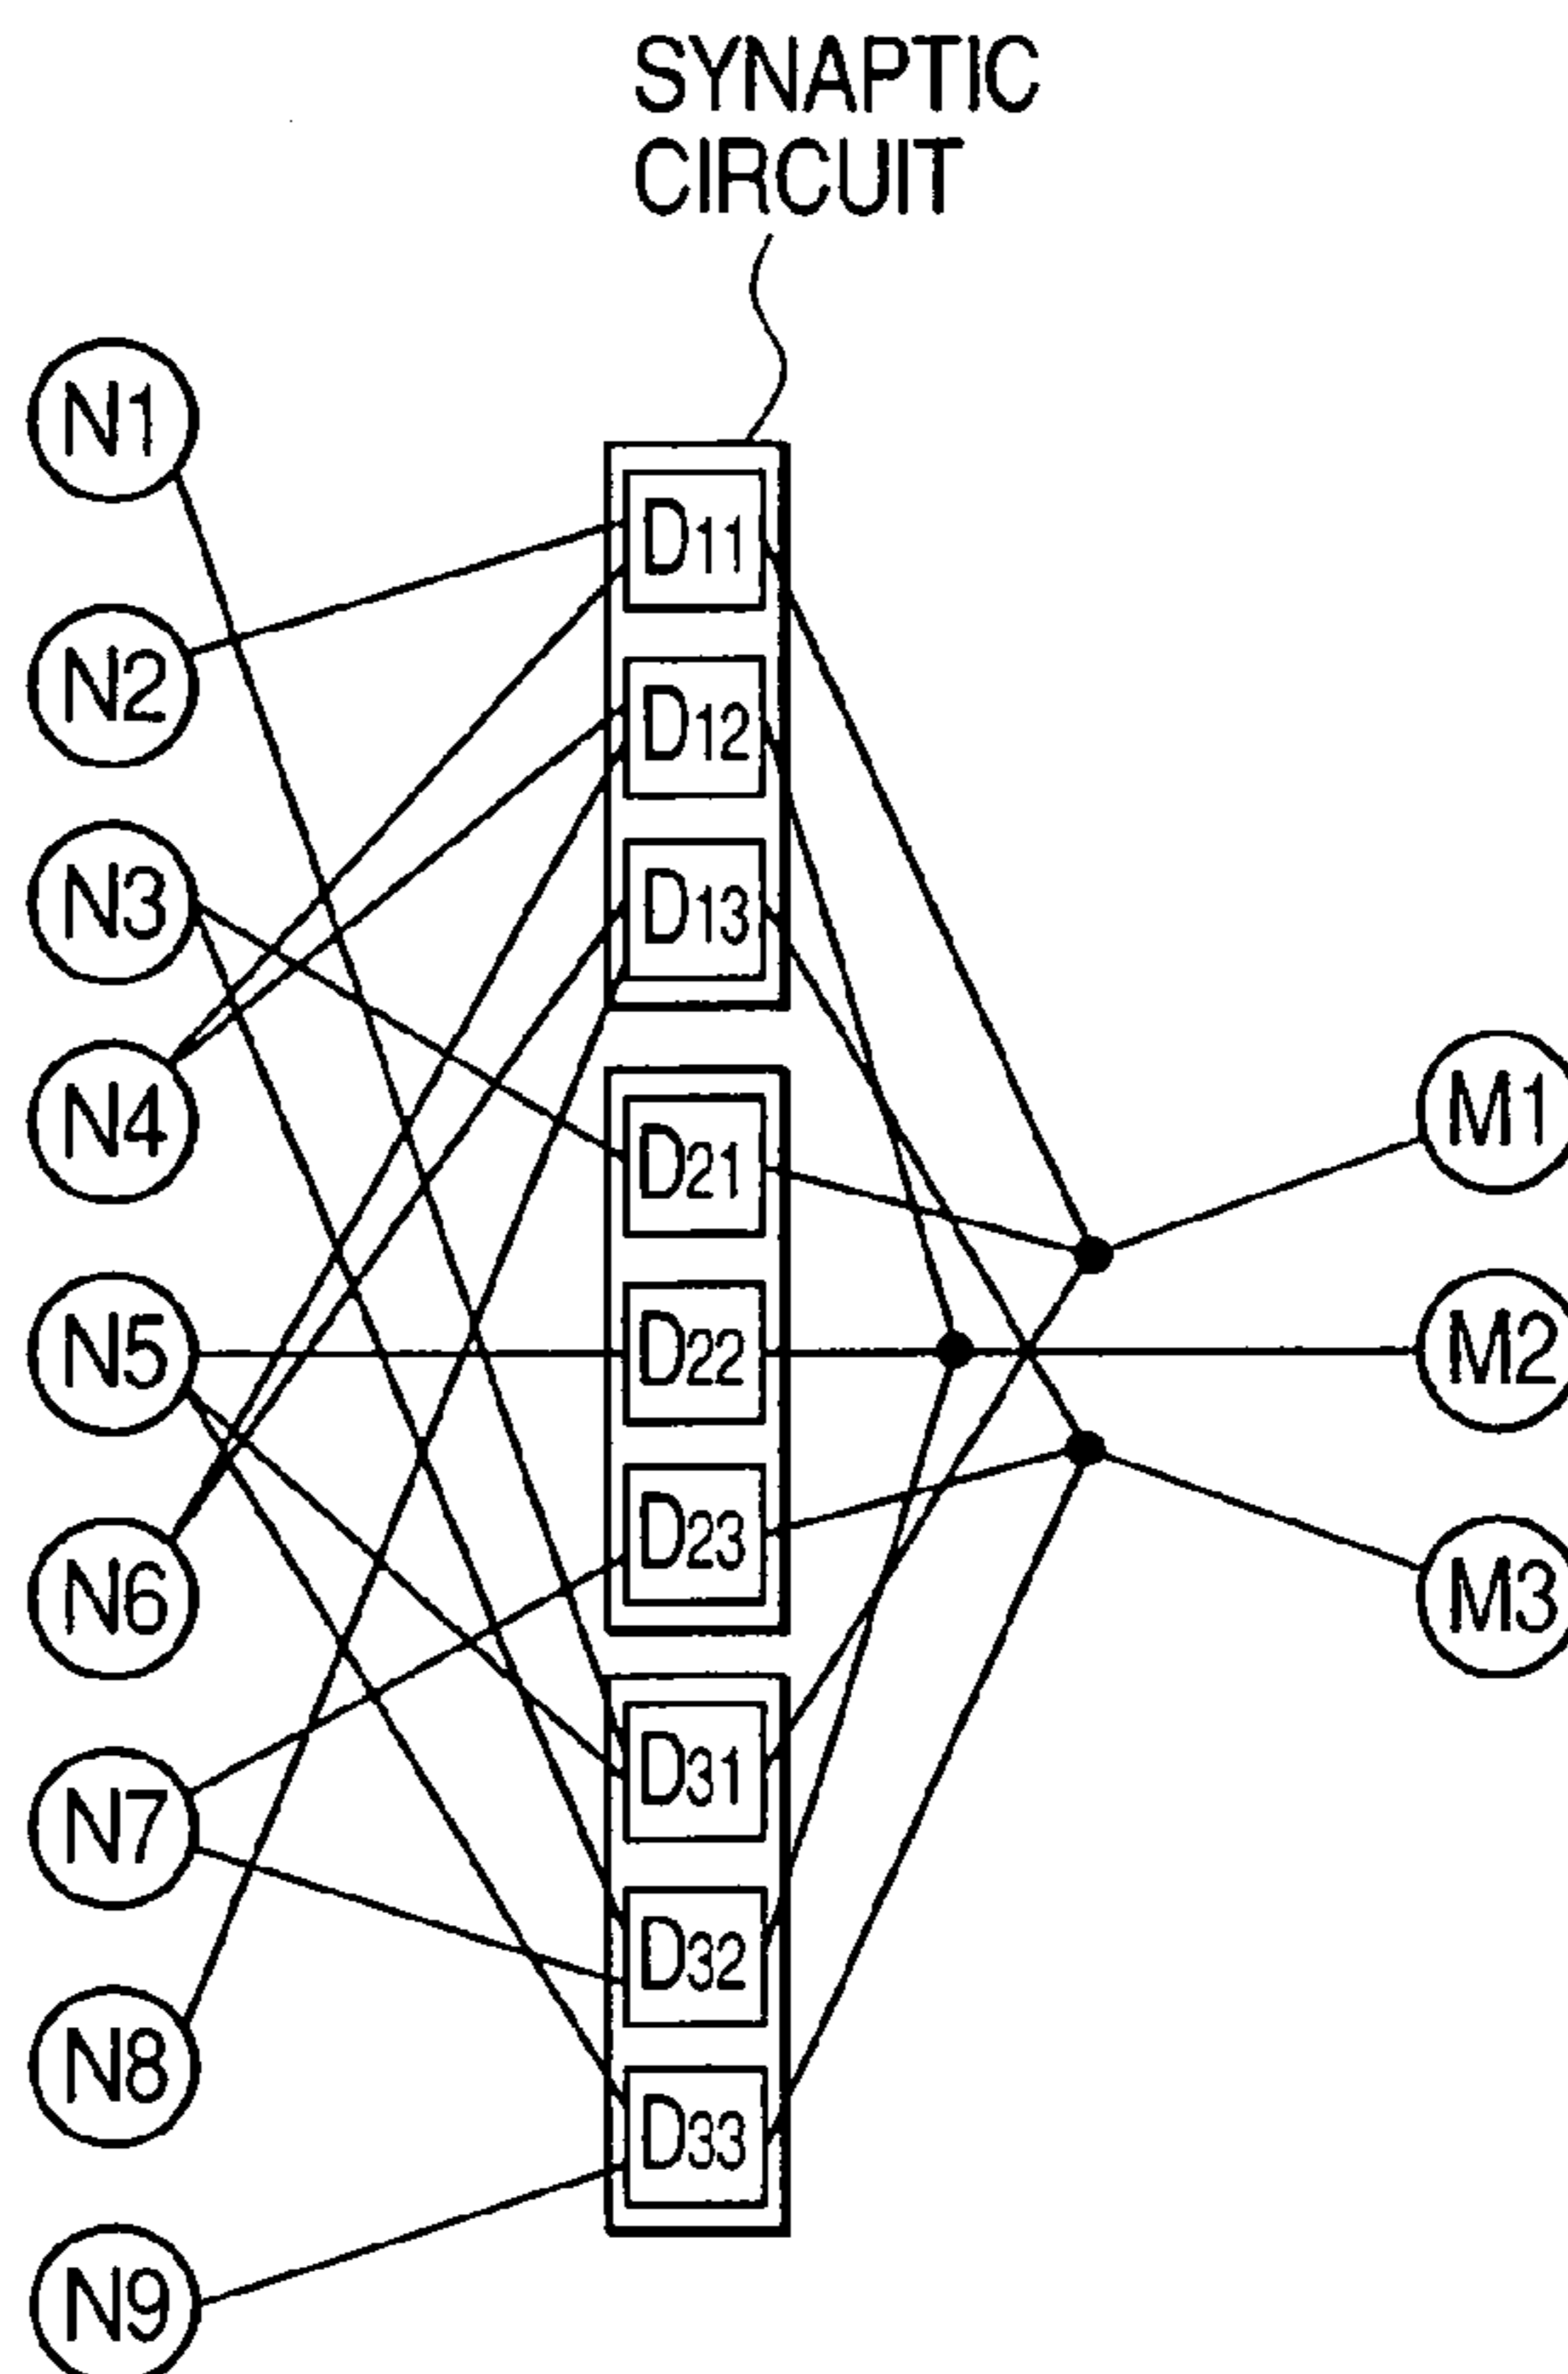 SYNAPTIC
CIRCUIT
N1
N2
N3
N4
N5
N6
N7
N8
N9
D11
D12
D13
D21
D22
D23
D31
D32
D33
M1
M2
M3